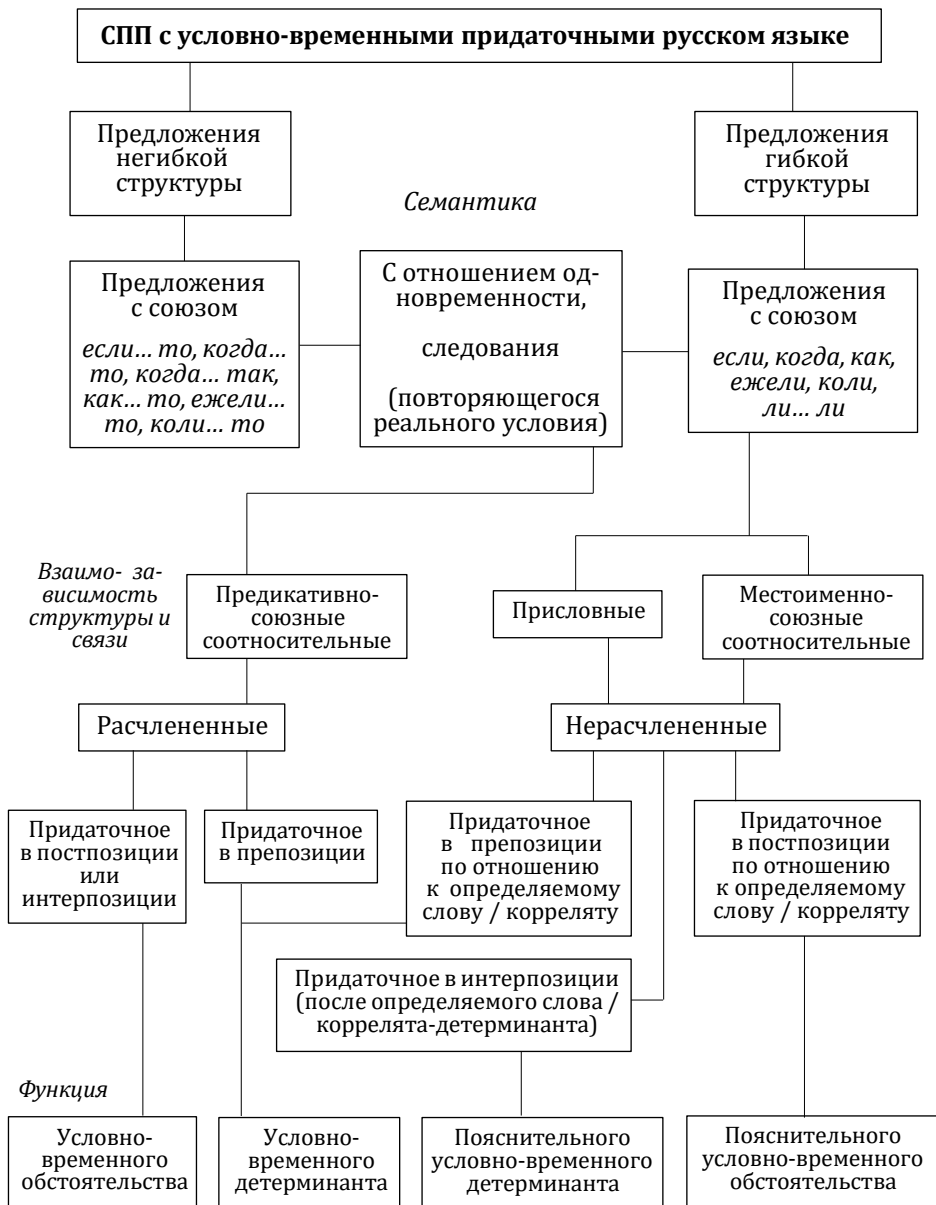 СПП с условно-временными придаточными русском языке
Предложения
негибкой
структуры
Предложения
гибкой
структуры
Семантика
Предложения
с союзом
если… то, когда…
то, когда… так,
как… то, ежели…
то, коли… то
С отношением од-
новременности,
следования
(повторяющегося
реального условия)
Предложения
с союзом
если, когда, как,
ежели, коли,
ли… ли
Взаимо- за-
висимость
структуры и
связи
Предикативно-
союзные
соотносительные
Присловные
Местоименно-
союзные
соотносительные
Расчлененные
Нерасчлененные
Придаточное
в постпозиции
или
интерпозиции
Придаточное
в препозиции
Придаточное
в препозиции
по отношению
к определяемому
слову / корреляту
Придаточное
в постпозиции
по отношению
к определяемому
слову / корреляту
Придаточное в интерпозиции
(после определяемого слова /
коррелята-детерминанта)
Функция
Условно-
временного
обстоятельства
Условно-
временного
детерминанта
Пояснительного
условно-временного
детерминанта
Пояснительного
условно-временного
обстоятельства